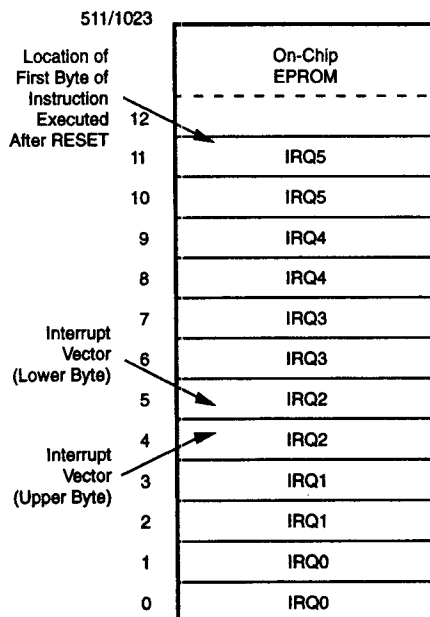 511/1023
Location of
First Byte of
Instruction
Executed
After RESET
On-Chip
EPROM
12
11 IRQ5
10 IRQ5
9 IRQ4
8 IRQ4
7 IRQ3
Interrupt
Vector
(Lower Byte)
6 IRQ3
5 IRQ2
4 IRQ2
Interrupt
Vector
(Upper Byte)
3 IRQ1
2 IRQ1
1 IRQ0
0 IRQ0